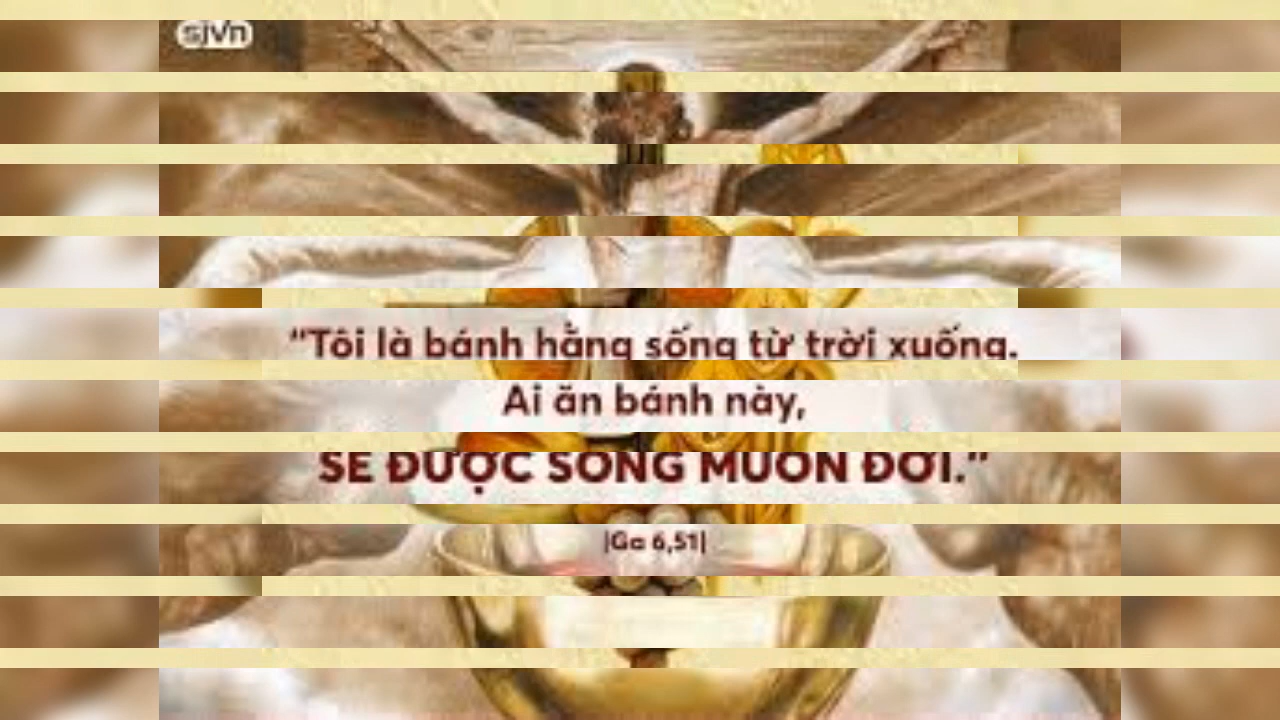 sjvn
“Tôi là bánh hằng sống từ trời xuống.
Ai ăn bánh này,
SẼ ĐƯỢC SỐNG MUÔN ĐỜI.”
|Ga 6,51|